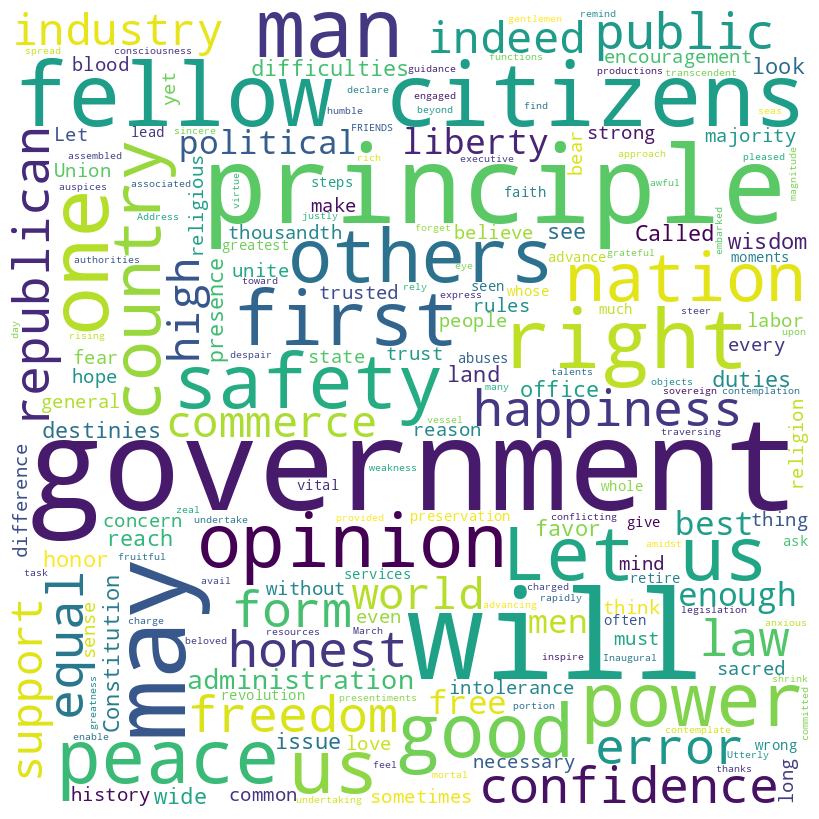 gentlemen
remind
industry
man
indeed
public
spread
consciousness
functions
blood
difficulties
guidance
productions
encouragement
look
yet
declare
engaged
beyond
find
transcendent
fellow citizens
humble
FRIENDS
sincere
Let
lead
political
liberty
strong
majority
seas
republican
assembled
country
religious
virtue
rich
executive
approach
bear
pleased
magnitude
Union
auspices
associated
steps
principle
faith
awful
one
Address
make
justly
forget
thousandth
greatest
believe
see
Called
wisdom
embarked
grateful
moments
high
presence
authorities
unite
others
eye
seen
advance
whose
nation
toward
rely
express
trusted
first
people
rules
much
steer
labor
upon
day
rising
fear
despair
state
trust
abuses
right
every
hope
safety
land
talents
objects
sovereign
contemplation
general
many
office
duties
commerce
vessel
happiness
destinies
reason
traversing
religion
government
weakness
whole
difference
vital
concern
zeal
undertake
provided
preservation
conflicting
give
best
thing
reach
opinion
favor
amidst
ask
honor
fruitful
Let us
mind
task
avail
services
charged
rapidly
retire
support
equal
sense
Constitution
charge
without
world
advancing
think
legislation
enough
form
even
will
men
often
anxious
beloved
resources
March
must
law
may
honest
inspire
Inaugural
sacred
greatness
administration
intolerance
portion
shrink
revolution
presentiments
free
power
committed
freedom
good
contemplate
enable
peace
issue
love
error
Utterly
wrong
us
feel
mortal
necessary
thanks
confidence
long
history
wide
common
undertaking
sometimes